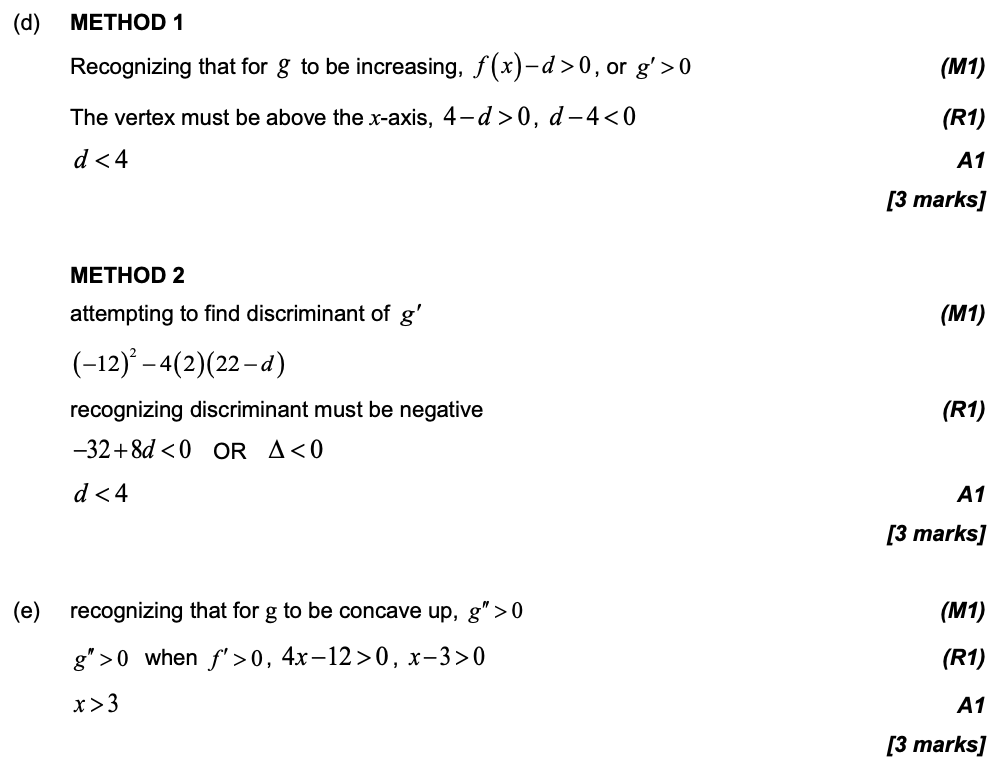 (d) METHOD 1
Recognizing that for g to be increasing, f(x)−d>0, or g′>0 (M1)
The vertex must be above the x-axis, 4−d>0, d−4<0 (R1)
d<4 A1
[3 marks]
METHOD 2
attempting to find discriminant of g′ (M1)
(−12)²−4(2)(22−d)
recognizing discriminant must be negative (R1)
−32+8d<0 OR Δ<0
d<4 A1
[3 marks]
(e) recognizing that for g to be concave up, g″>0 (M1)
g″>0 when f′>0, 4x−12>0, x−3>0 (R1)
x>3 A1
[3 marks]